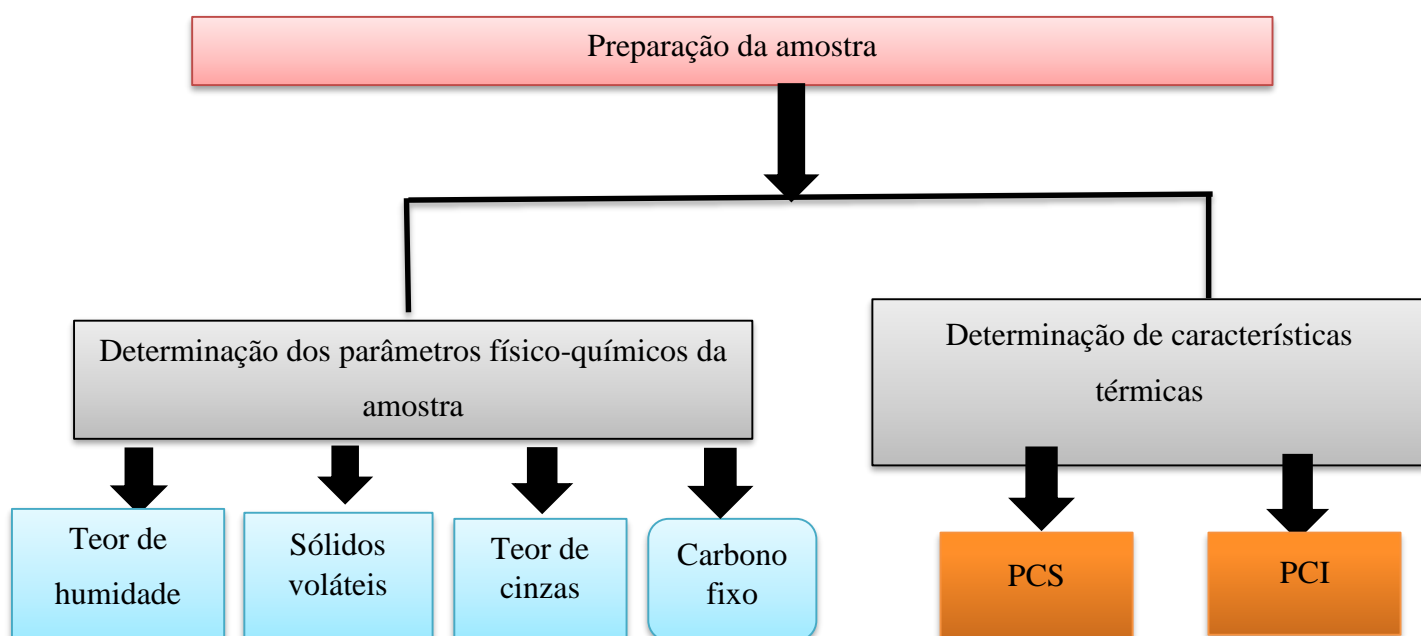 Preparação da amostra
Determinação dos parâmetros físico-químicos da
amostra
Determinação de características
térmicas
Teor de
humidade
Sólidos
voláteis
Teor de
cinzas
Carbono
fixo
PCS
PCI